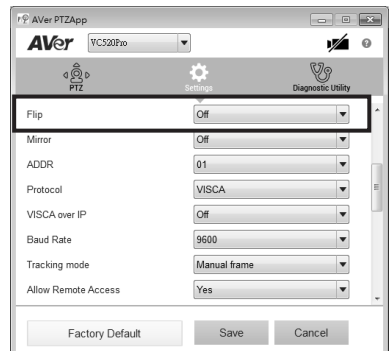 AVer PTZApp
AVer VC520Pro
PTZ Settings Diagnostic Utility
Flip Off
Mirror Off
ADDR 01
Protocol VISCA
VISCA over IP Off
Baud Rate 9600
Tracking mode Manual frame
Allow Remote Access Yes
Factory Default Save Cancel